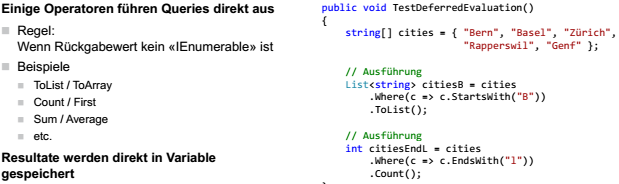 Einige Operatoren führen Queries direkt aus
Regel:
Wenn Rückgabewert kein «IEnumerable» ist
Beispiele
ToList / ToArray
Count / First
Sum / Average
etc.
Resultate werden direkt in Variable
gespeichert
public void TestDeferredEvaluation()
{
    string[] cities = { "Bern", "Basel", "Zürich",
                        "Rapperswil", "Genf" };
    // Ausführung
    List<string> citiesB = cities
        .Where(c => c.StartsWith("B"))
        .ToList();
    // Ausführung
    int citiesEndL = cities
        .Where(c => c.EndsWith("l"))
        .Count();
}